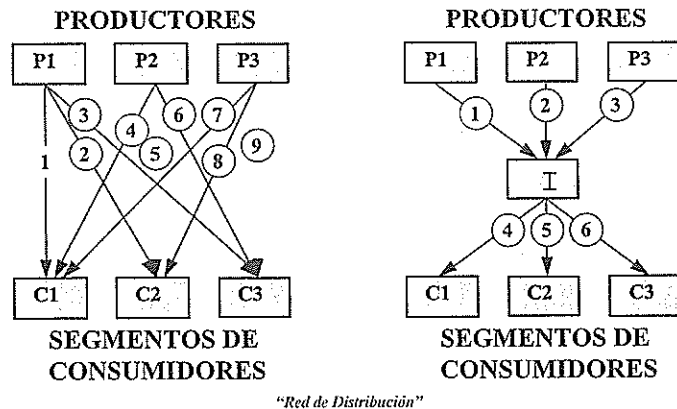 PRODUCTORES
P1 P2 P3
1 2 3 4 5 6 7 8 9
C1 C2 C3
SEGMENTOS DE
CONSUMIDORES
PRODUCTORES
P1 P2 P3
1 2 3
I
4 5 6
C1 C2 C3
SEGMENTOS DE
CONSUMIDORES
"Red de Distribución"